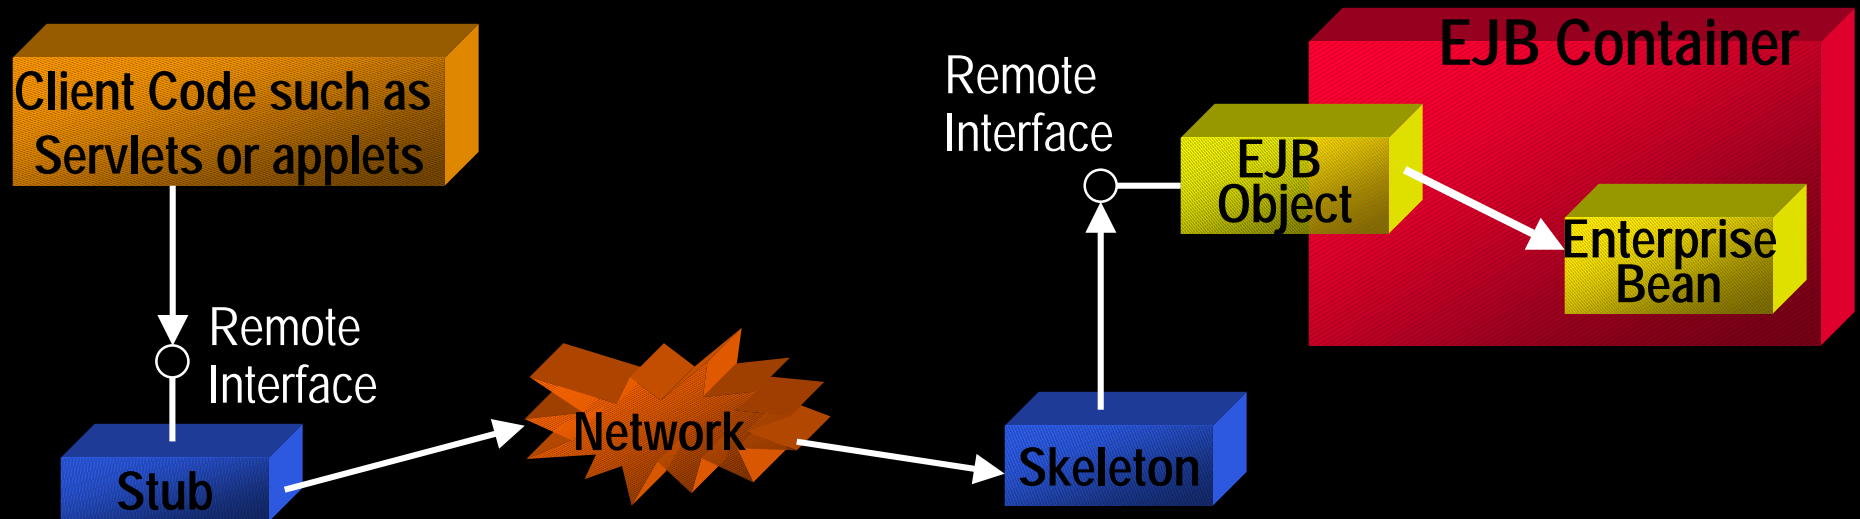 Client Code such as
Servlets or applets
Remote
Interface
Stub
Network
Skeleton
Remote
Interface
EJB
Object
EJB Container
Enterprise
Bean